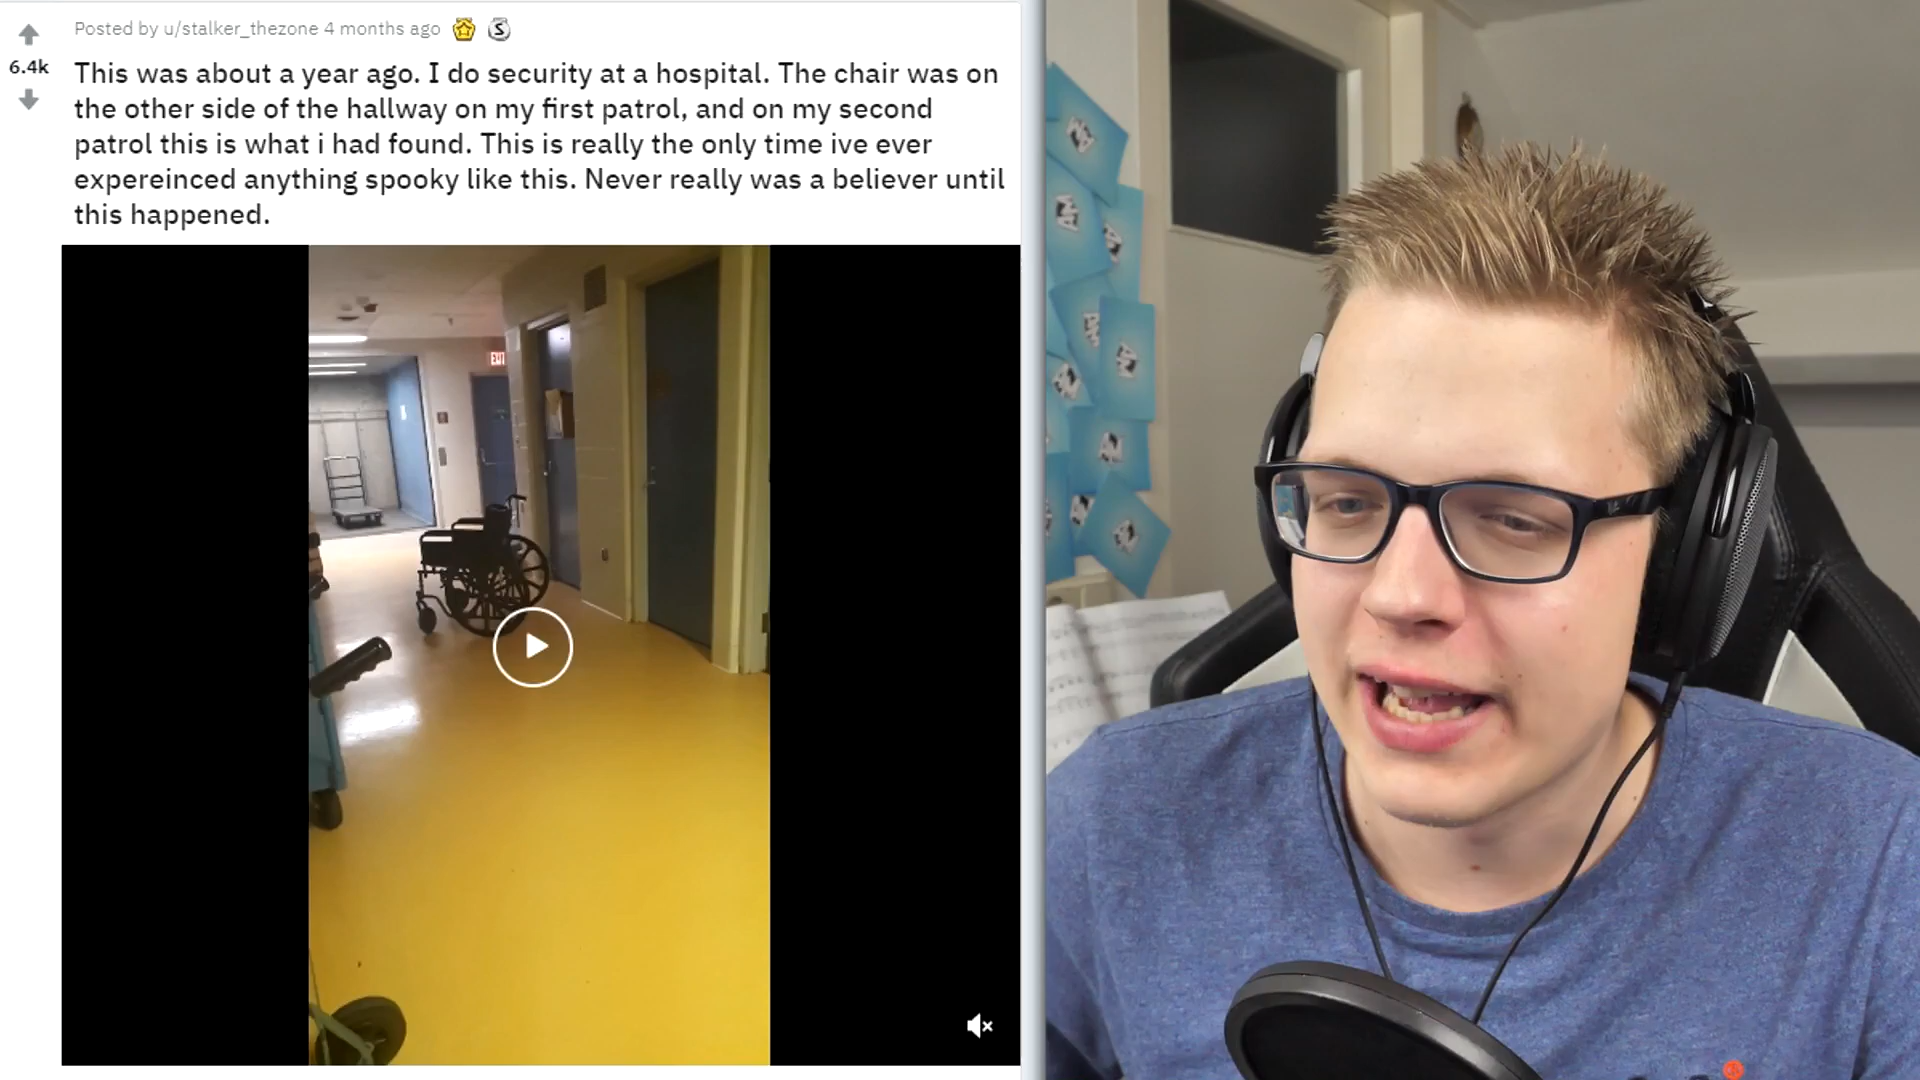 Posted by u/stalker_thezone 4 months ago
6.4k
This was about a year ago. I do security at a hospital. The chair was on
the other side of the hallway on my first patrol, and on my second
patrol this is what i had found. This is really the only time ive ever
expereinced anything spooky like this. Never really was a believer until
this happened.
EXIT